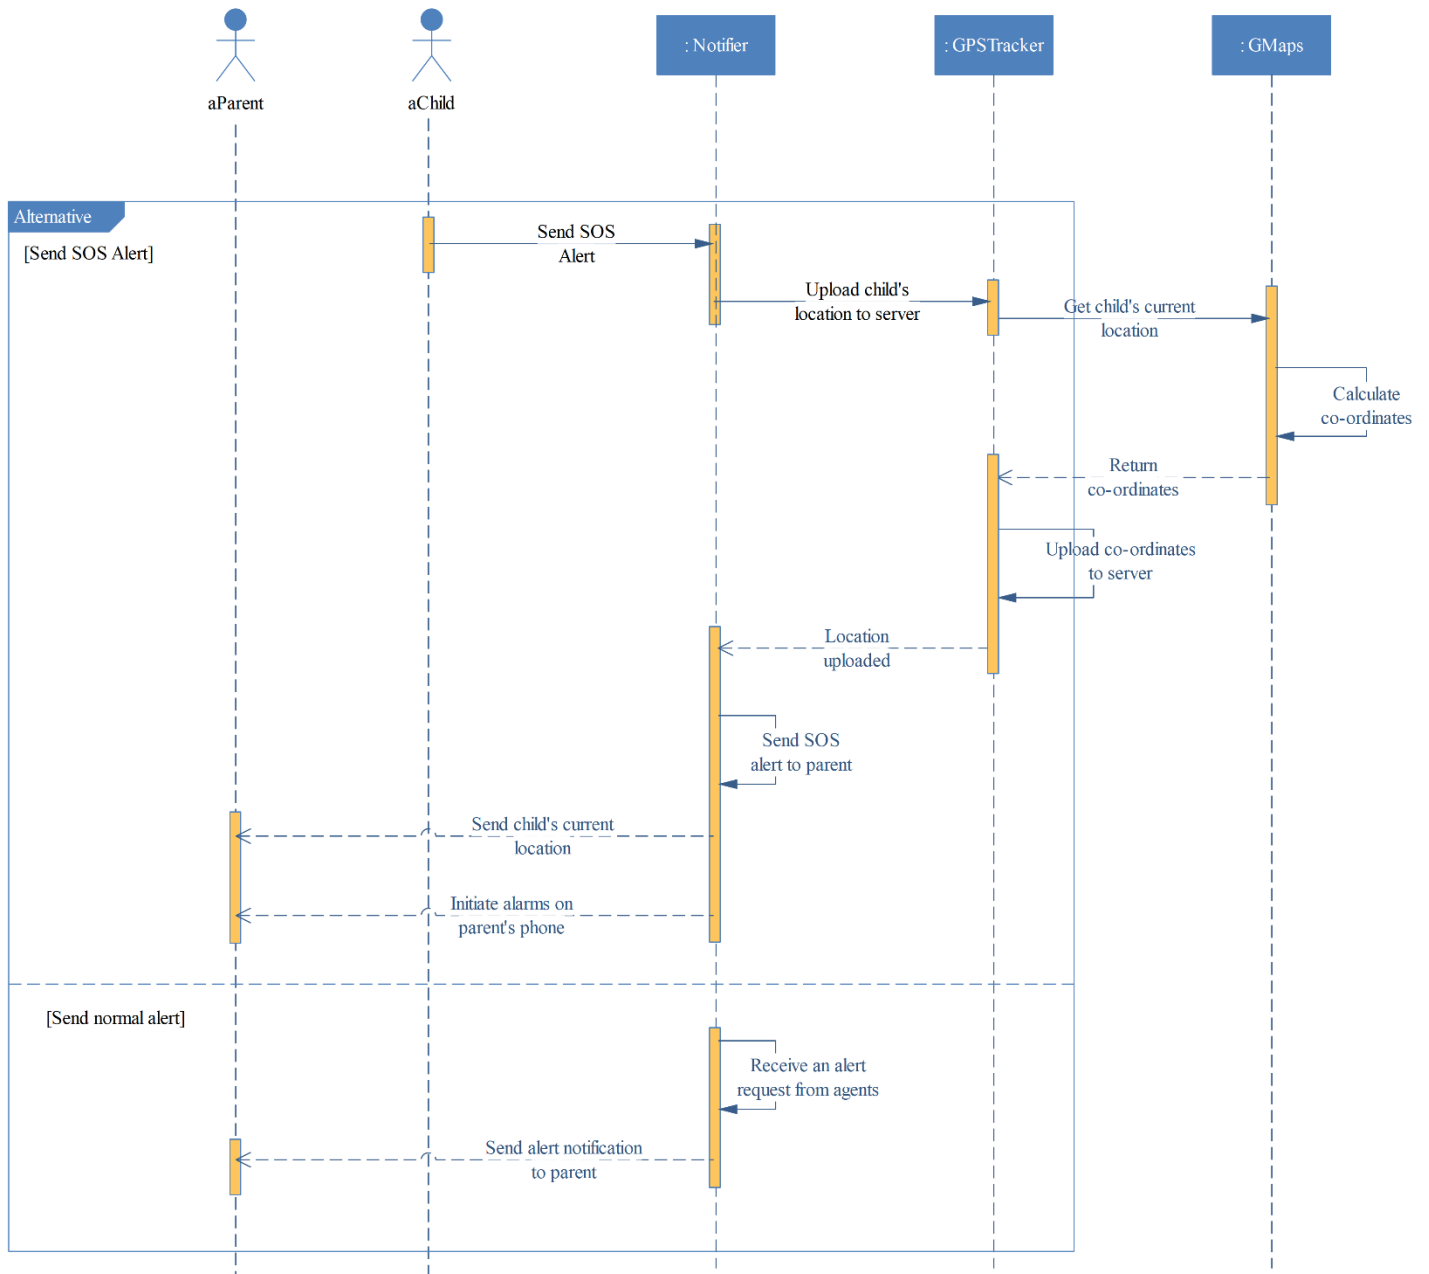 : Notifier
: GPSTracker
: GMaps
aParent
aChild
Alternative
[Send SOS Alert]
Send SOS
Alert
Upload child's
location to server
Get child's current
location
Calculate
co-ordinates
Return
co-ordinates
Upload co-ordinates
to server
Location
uploaded
Send SOS
alert to parent
Send child's current
location
Initiate alarms on
parent's phone
[Send normal alert]
Receive an alert
request from agents
Send alert notification
to parent